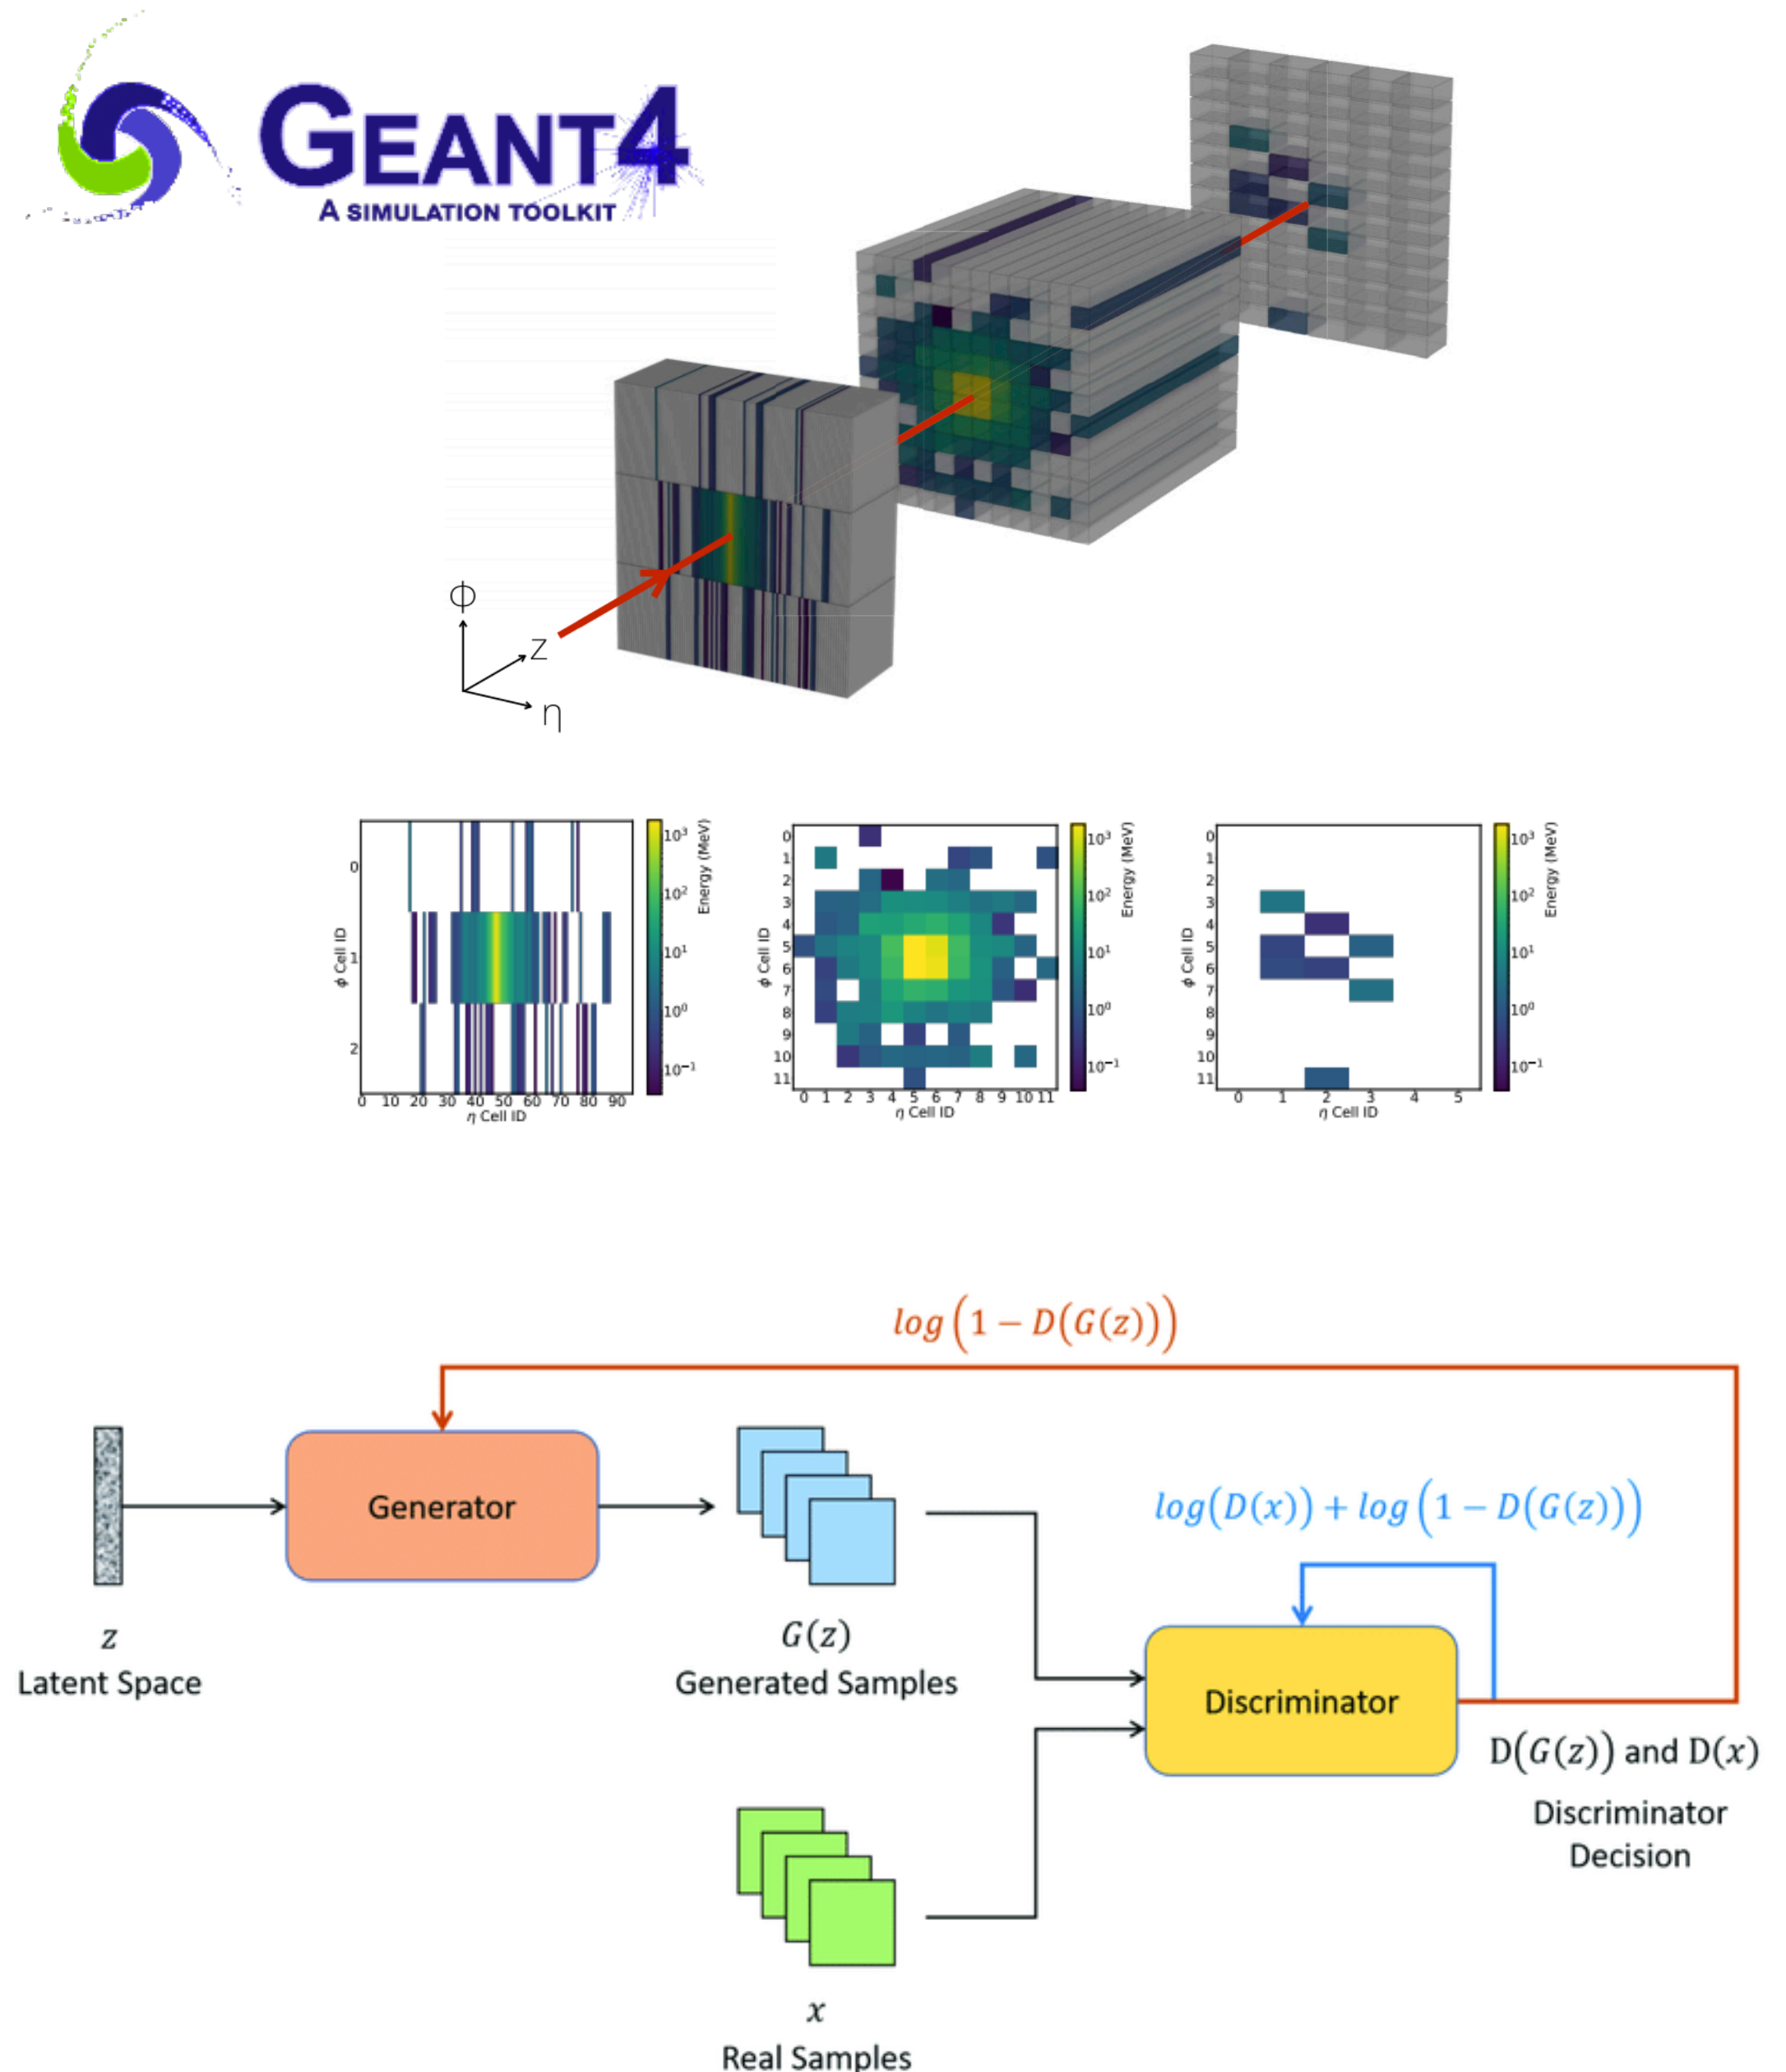 GEANT4
A SIMULATION TOOLKIT
Φ
z
η
0
1
2
ϕ Cell ID
0 10 20 30 40 50 60 70 80 90
η Cell ID
10³
10²
10¹
10⁰
10⁻¹
Energy (MeV)
0
1
2
3
4
5
6
7
8
9
10
11
ϕ Cell ID
0 1 2 3 4 5 6 7 8 9 10 11
η Cell ID
10³
10²
10¹
10⁰
10⁻¹
Energy (MeV)
0
1
2
3
4
5
6
7
8
9
10
11
ϕ Cell ID
0 1 2 3 4 5
η Cell ID
10³
10²
10¹
10⁰
10⁻¹
Energy (MeV)
log(1 − D(G(z)))
Generator
log(D(x)) + log(1 − D(G(z)))
z
Latent Space
G(z)
Generated Samples
Discriminator
D(G(z)) and D(x)
Discriminator
Decision
x
Real Samples